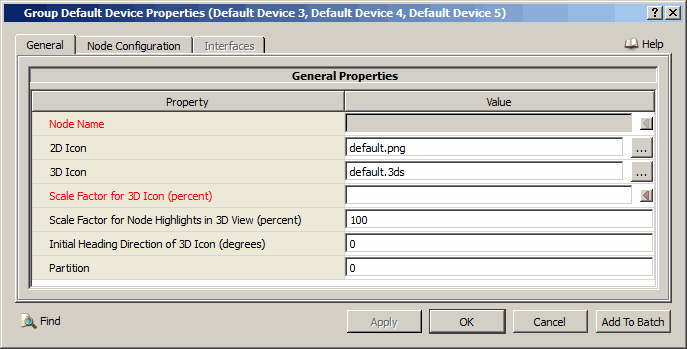 Group Default Device Properties (Default Device 3, Default Device 4, Default Device 5)
General Node Configuration Interfaces Help
General Properties
Property Value
Node Name
2D Icon default.png ...
3D Icon default.3ds ...
Scale Factor for 3D Icon (percent)
Scale Factor for Node Highlights in 3D View (percent) 100
Initial Heading Direction of 3D Icon (degrees) 0
Partition 0
Find Apply OK Cancel Add To Batch